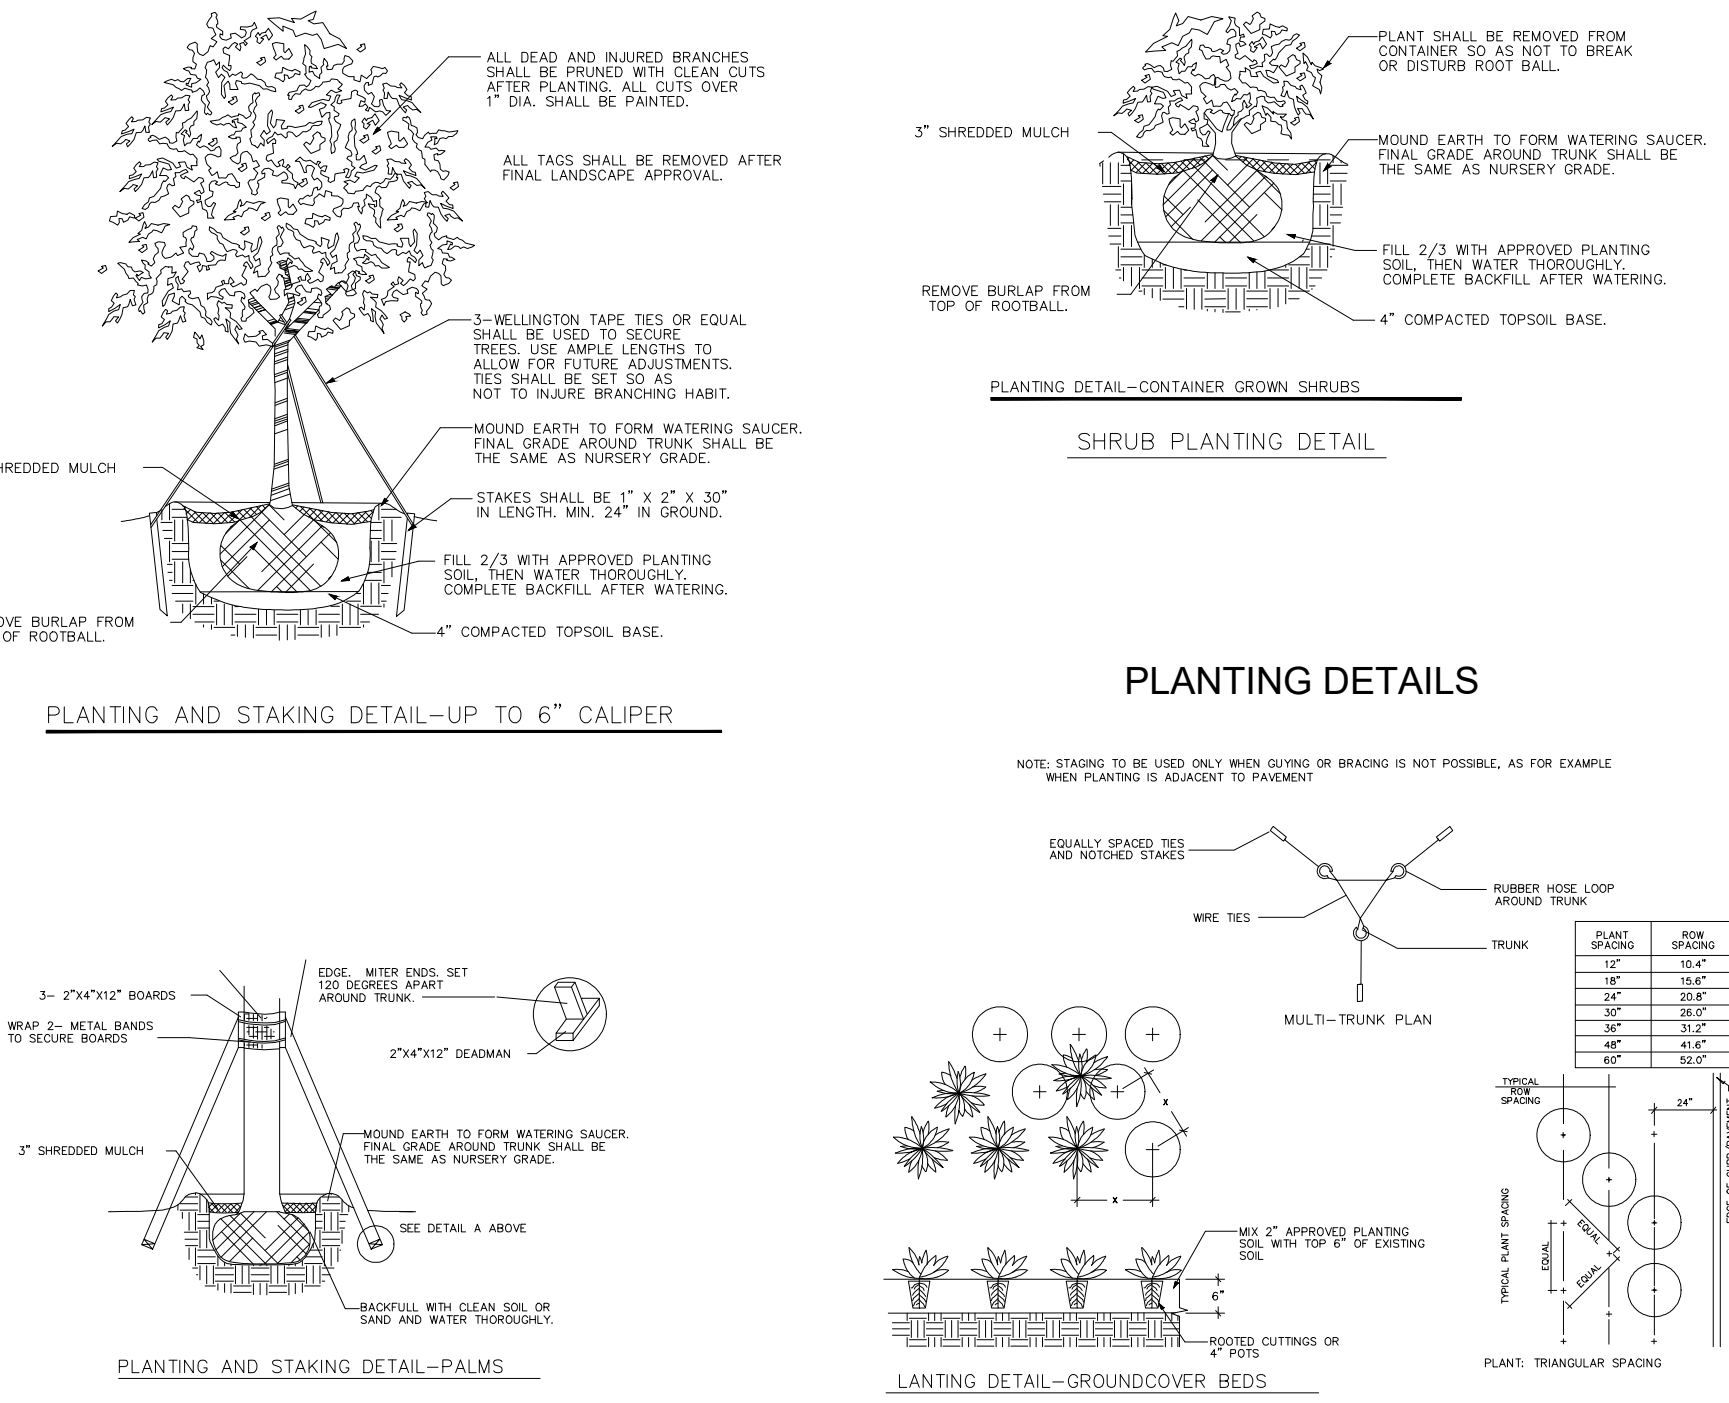 ALL DEAD AND INJURED BRANCHES
SHALL BE PRUNED WITH CLEAN CUTS
AFTER PLANTING. ALL CUTS OVER
1" DIA. SHALL BE PAINTED.
ALL TAGS SHALL BE REMOVED AFTER
FINAL LANDSCAPE APPROVAL.
3-WELLINGTON TAPE TIES OR EQUAL
SHALL BE USED TO SECURE
TREES. USE AMPLE LENGTHS TO
ALLOW FOR FUTURE ADJUSTMENTS.
TIES SHALL BE SET SO AS
NOT TO INJURE BRANCHING HABIT.
MOUND EARTH TO FORM WATERING SAUCER.
FINAL GRADE AROUND TRUNK SHALL BE
THE SAME AS NURSERY GRADE.
HREDDED MULCH
STAKES SHALL BE 1" X 2" X 30"
IN LENGTH. MIN. 24" IN GROUND.
FILL 2/3 WITH APPROVED PLANTING
SOIL, THEN WATER THOROUGHLY.
COMPLETE BACKFILL AFTER WATERING.
OVE BURLAP FROM
OF ROOTBALL.
4" COMPACTED TOPSOIL BASE.
PLANTING AND STAKING DETAIL-UP TO 6" CALIPER
PLANT SHALL BE REMOVED FROM
CONTAINER SO AS NOT TO BREAK
OR DISTURB ROOT BALL.
3" SHREDDED MULCH
MOUND EARTH TO FORM WATERING SAUCER.
FINAL GRADE AROUND TRUNK SHALL BE
THE SAME AS NURSERY GRADE.
FILL 2/3 WITH APPROVED PLANTING
SOIL, THEN WATER THOROUGHLY.
COMPLETE BACKFILL AFTER WATERING.
REMOVE BURLAP FROM
TOP OF ROOTBALL.
4" COMPACTED TOPSOIL BASE.
PLANTING DETAIL-CONTAINER GROWN SHRUBS
SHRUB PLANTING DETAIL
PLANTING DETAILS
NOTE: STAGING TO BE USED ONLY WHEN GUYING OR BRACING IS NOT POSSIBLE, AS FOR EXAMPLE
WHEN PLANTING IS ADJACENT TO PAVEMENT
EQUALLY SPACED TIES
AND NOTCHED STAKES
RUBBER HOSE LOOP
AROUND TRUNK
WIRE TIES
TRUNK
MULTI-TRUNK PLAN
PLANT SPACING ROW SPACING
12" 10.4"
18" 15.6"
24" 20.8"
30" 26.0"
36" 31.2"
48" 41.6"
60" 52.0"
EDGE. MITER ENDS. SET
120 DEGREES APART
AROUND TRUNK.
3- 2"X4"X12" BOARDS
WRAP 2- METAL BANDS
TO SECURE BOARDS
2"X4"X12" DEADMAN
3" SHREDDED MULCH
MOUND EARTH TO FORM WATERING SAUCER.
FINAL GRADE AROUND TRUNK SHALL BE
THE SAME AS NURSERY GRADE.
SEE DETAIL A ABOVE
BACKFULL WITH CLEAN SOIL OR
SAND AND WATER THOROUGHLY.
PLANTING AND STAKING DETAIL-PALMS
x
x
MIX 2" APPROVED PLANTING
SOIL WITH TOP 6" OF EXISTING
SOIL
6"
ROOTED CUTTINGS OR
4" POTS
LANTING DETAIL-GROUNDCOVER BEDS
TYPICAL
ROW
SPACING
24"
TYPICAL PLANT SPACING
EQUAL
EQUAL
EQUAL
PLANT: TRIANGULAR SPACING